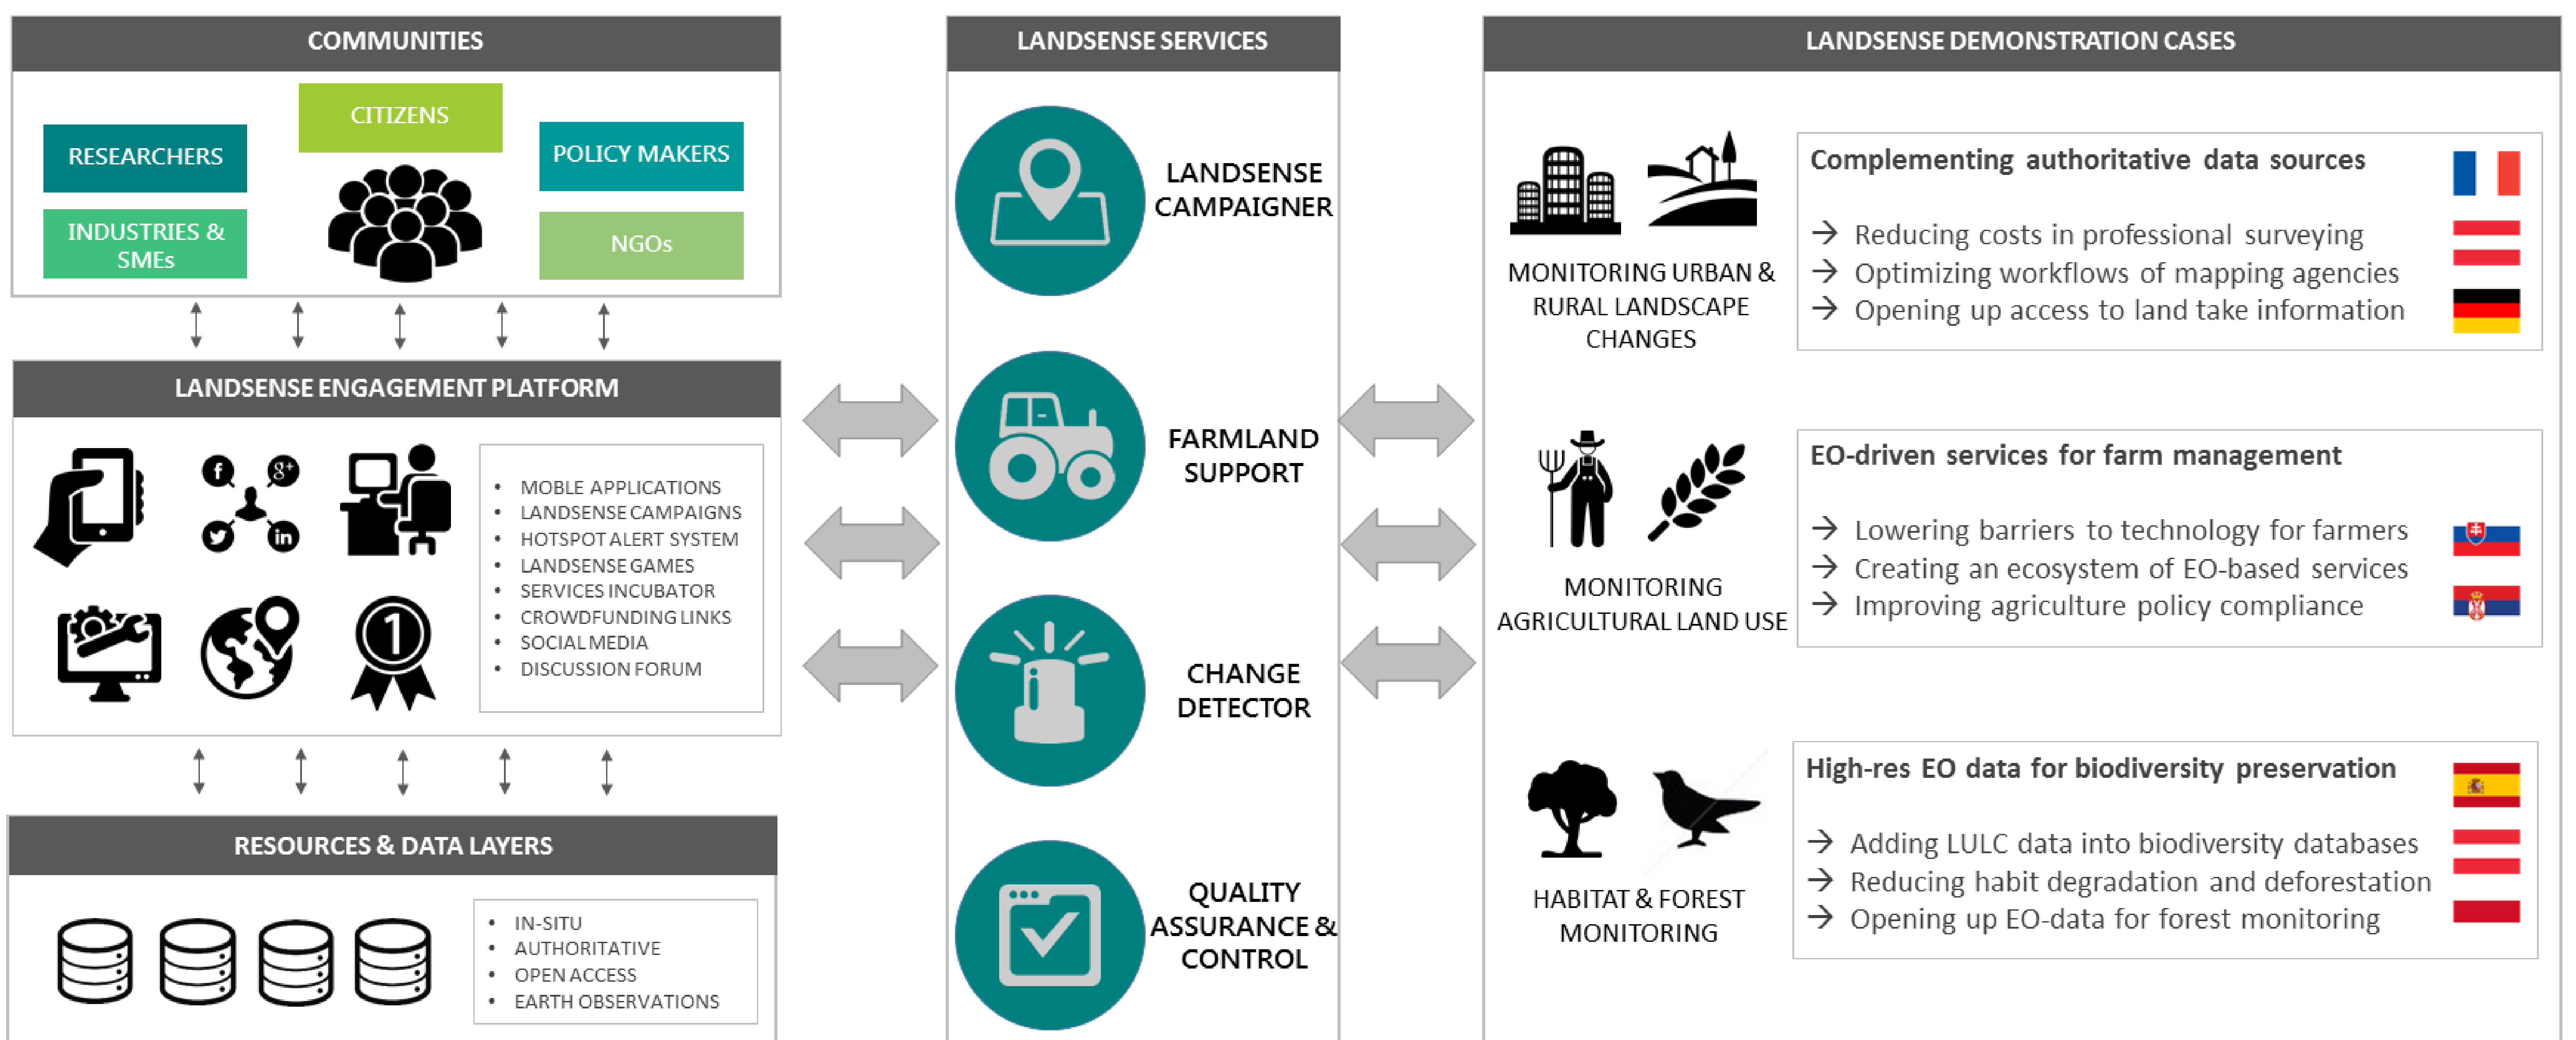 COMMUNITIES
CITIZENS
RESEARCHERS
POLICY MAKERS
INDUSTRIES &
SMEs
NGOs
LANDSENSE ENGAGEMENT PLATFORM
f
g+
in
1
• MOBLE APPLICATIONS
• LANDSENSE CAMPAIGNS
• HOTSPOT ALERT SYSTEM
• LANDSENSE GAMES
• SERVICES INCUBATOR
• CROWDFUNDING LINKS
• SOCIAL MEDIA
• DISCUSSION FORUM
RESOURCES & DATA LAYERS
• IN-SITU
• AUTHORITATIVE
• OPEN ACCESS
• EARTH OBSERVATIONS
LANDSENSE SERVICES
LANDSENSE
CAMPAIGNER
FARMLAND
SUPPORT
CHANGE
DETECTOR
QUALITY
ASSURANCE &
CONTROL
LANDSENSE DEMONSTRATION CASES
MONITORING URBAN &
RURAL LANDSCAPE
CHANGES
Complementing authoritative data sources
→ Reducing costs in professional surveying
→ Optimizing workflows of mapping agencies
→ Opening up access to land take information
MONITORING
AGRICULTURAL LAND USE
EO-driven services for farm management
→ Lowering barriers to technology for farmers
→ Creating an ecosystem of EO-based services
→ Improving agriculture policy compliance
HABITAT & FOREST
MONITORING
High-res EO data for biodiversity preservation
→ Adding LULC data into biodiversity databases
→ Reducing habit degradation and deforestation
→ Opening up EO-data for forest monitoring